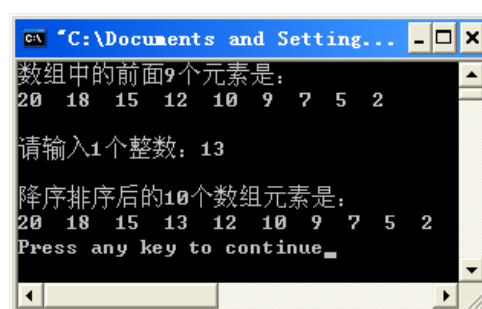 "C:\Documents and Setting...
数组中的前面9个元素是：
20 18 15 12 10 9 7 5 2
请输入1个整数：13
降序排序后的10个数组元素是：
20 18 15 13 12 10 9 7 5 2
Press any key to continue_